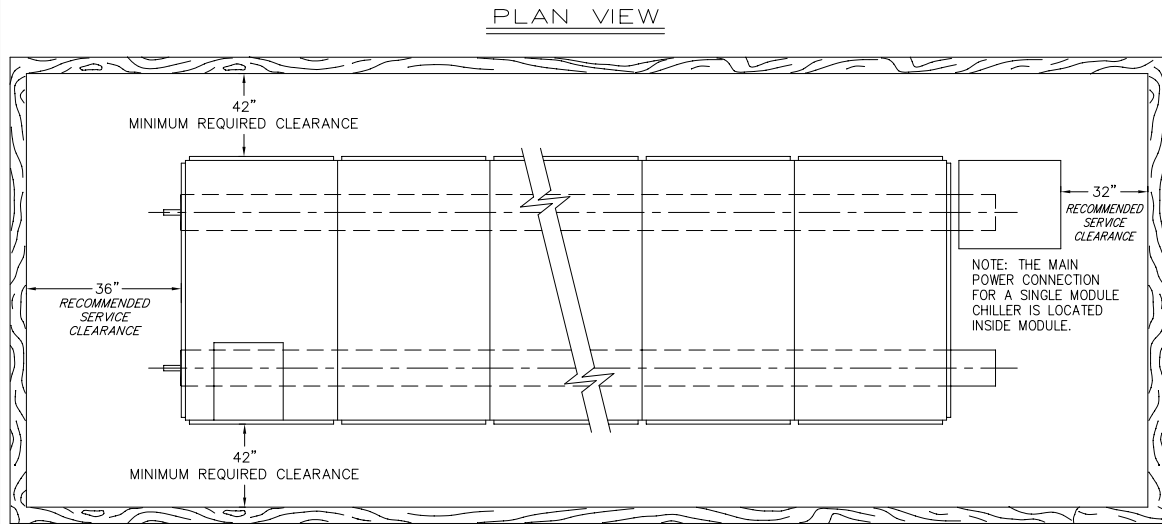 PLAN VIEW
42”
MINIMUM REQUIRED CLEARANCE
32”
RECOMMENDED
SERVICE
CLEARANCE
NOTE: THE MAIN
POWER CONNECTION
FOR A SINGLE MODULE
CHILLER IS LOCATED
INSIDE MODULE.
36”
RECOMMENDED
SERVICE
CLEARANCE
42”
MINIMUM REQUIRED CLEARANCE